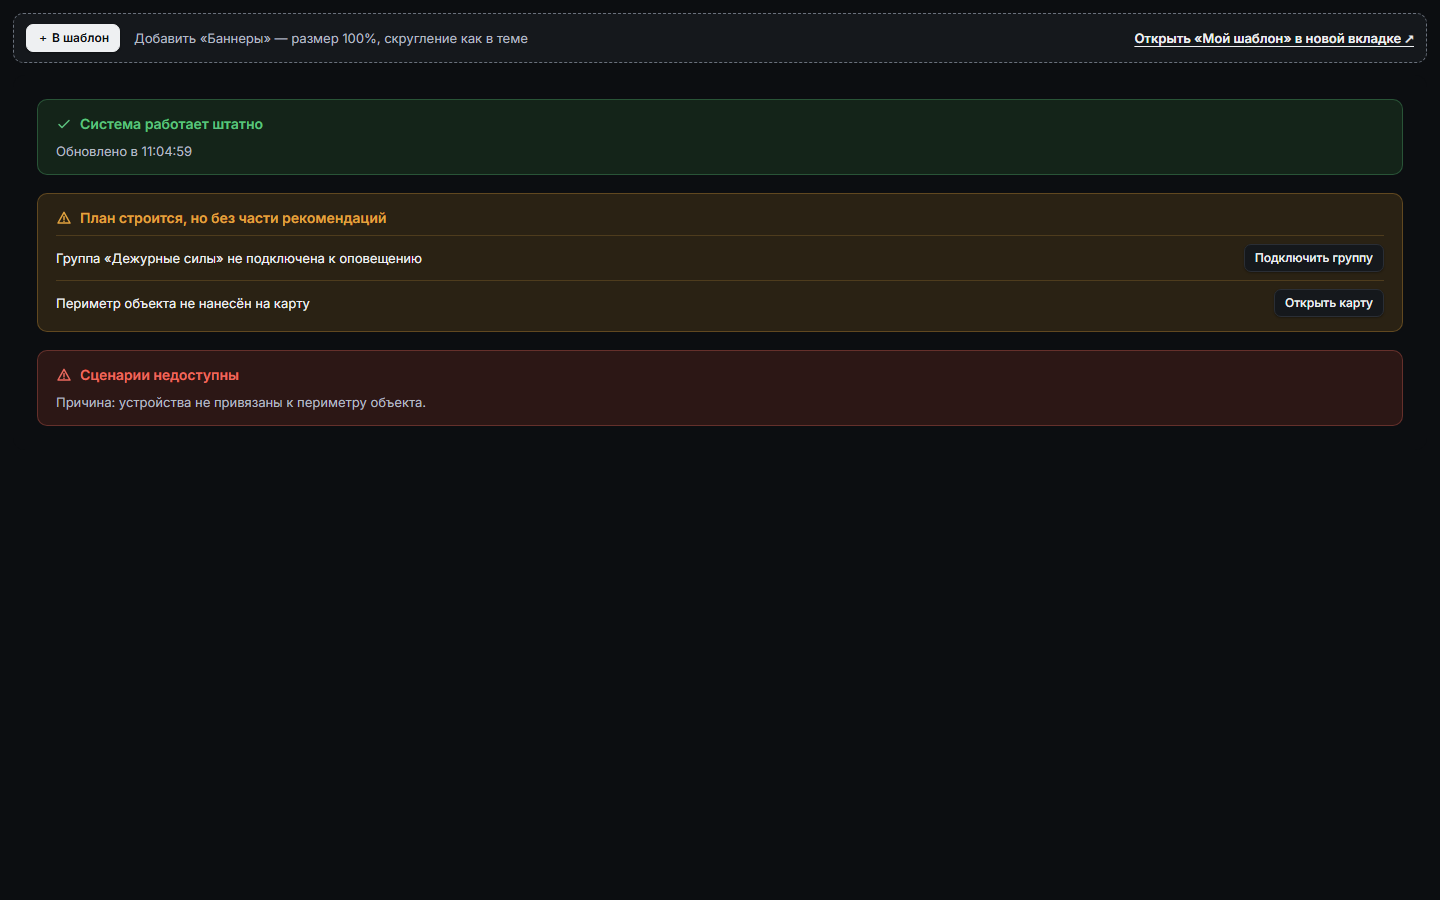 + В шаблон Добавить «Баннеры» — размер 100%, скругление как в теме Открыть «Мой шаблон» в новой вкладке ↗
Система работает штатно
Обновлено в 11:04:59
План строится, но без части рекомендаций
Группа «Дежурные силы» не подключена к оповещению Подключить группу
Периметр объекта не нанесён на карту Открыть карту
Сценарии недоступны
Причина: устройства не привязаны к периметру объекта.